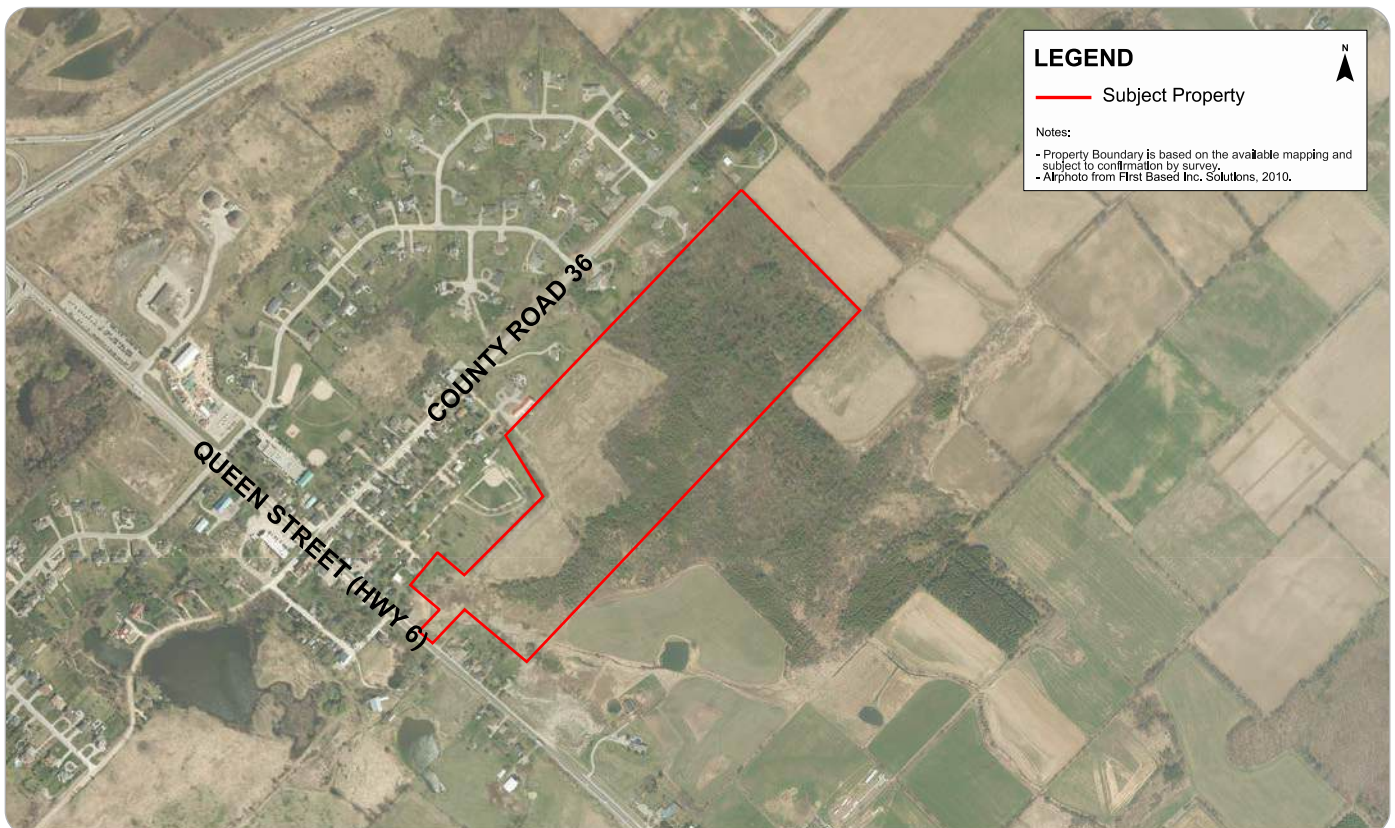 LEGEND
N
Subject Property
Notes:
- Property Boundary is based on the available mapping and
subject to confirmation by survey.
- Airphoto from First Based Inc. Solutions, 2010.
COUNTY ROAD 36
QUEEN STREET (HWY 6)